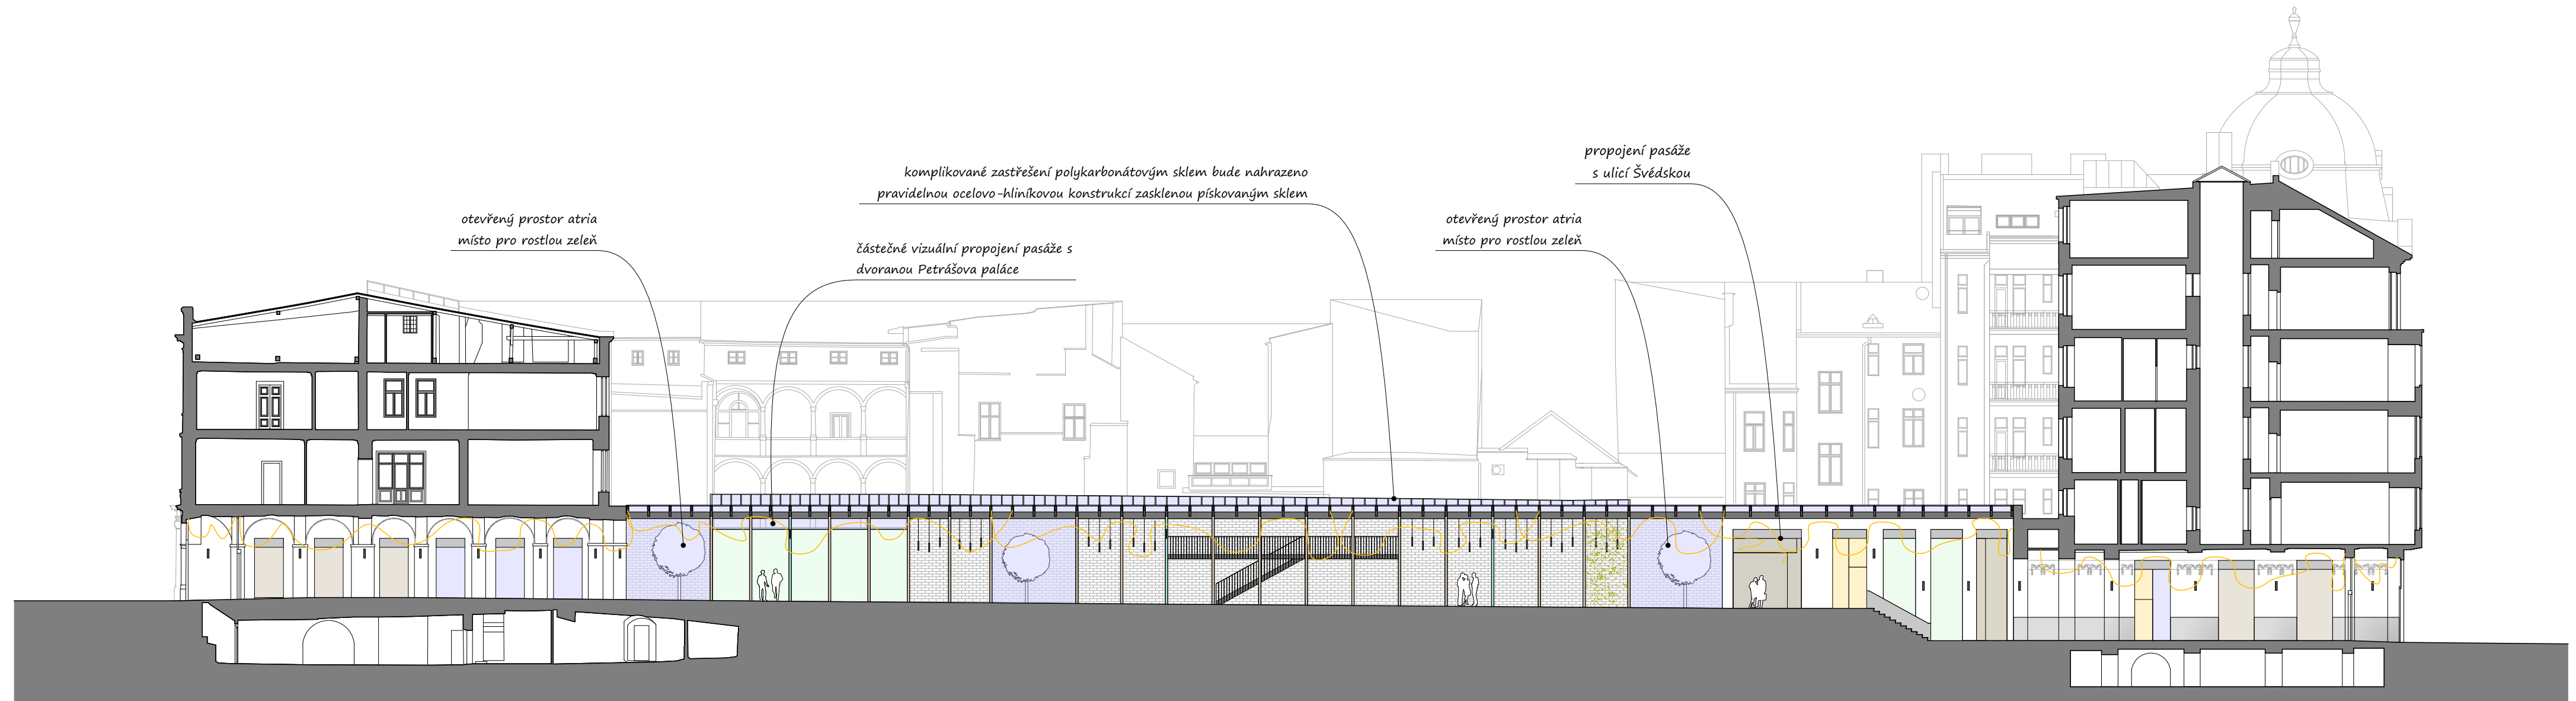 otevřený prostor atria
místo pro rostlou zeleň
komplikované zastřešení polykarbonátovým sklem bude nahrazeno
pravidelnou ocelovo-hliníkovou konstrukcí zasklenou pískovaným sklem
částečné vizuální propojení pasáže s
dvoranou Petrášova paláce
otevřený prostor atria
místo pro rostlou zeleň
propojení pasáže
s ulicí Švédskou